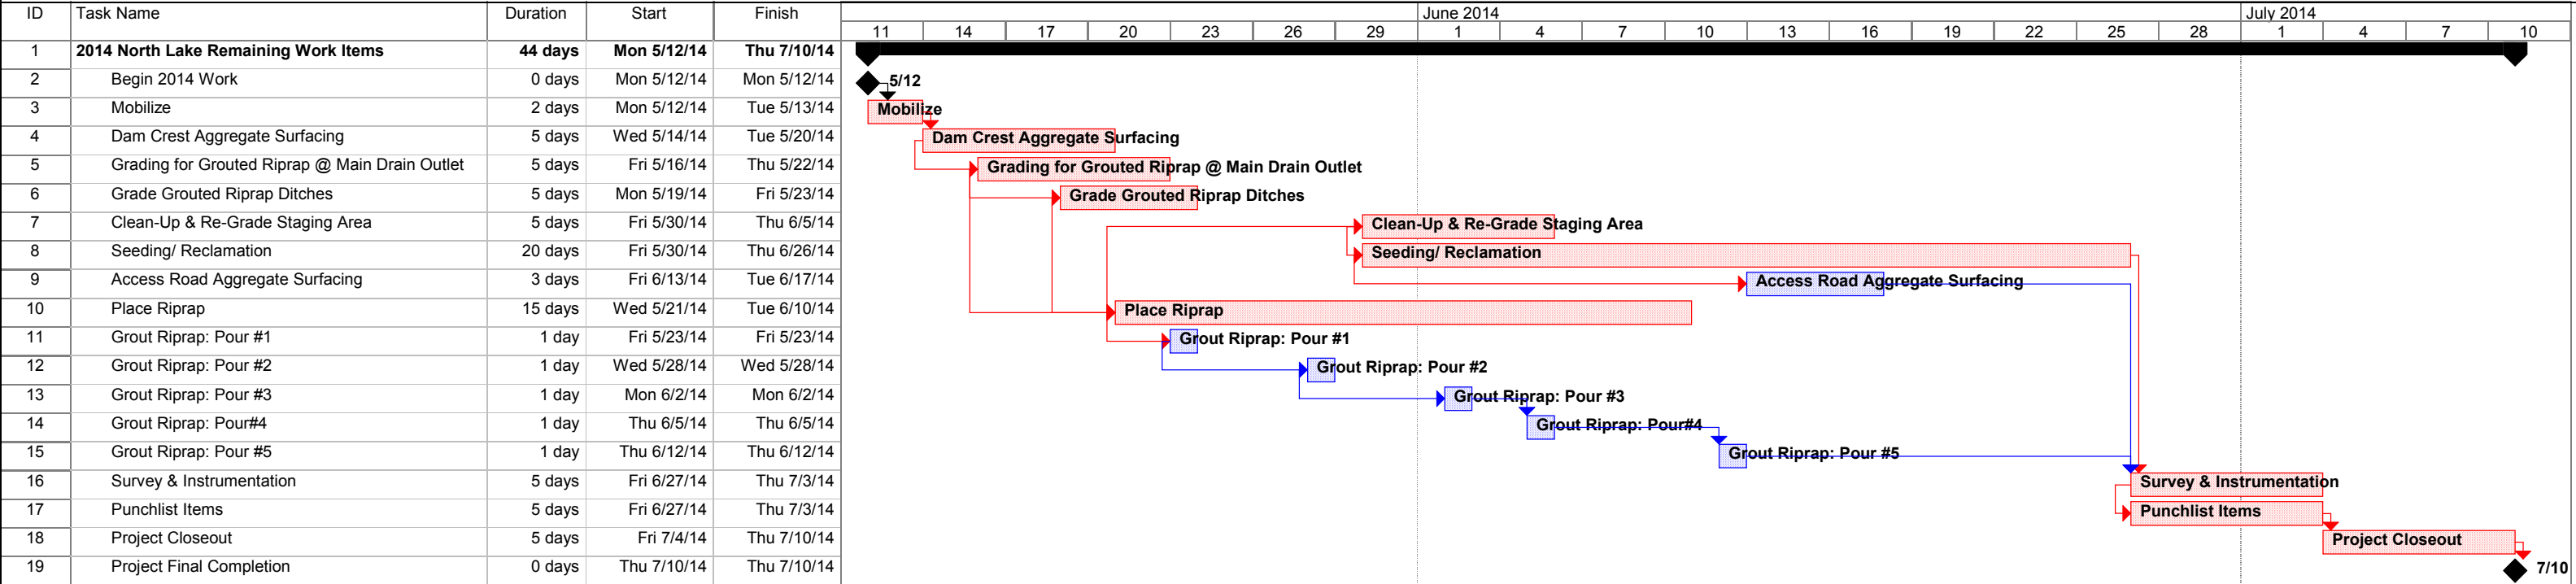 ID Task Name Duration Start Finish June 2014 July 2014
11 14 17 20 23 26 29 1 4 7 10 13 16 19 22 25 28 1 4 7 10
1 2014 North Lake Remaining Work Items 44 days Mon 5/12/14 Thu 7/10/14
2 Begin 2014 Work 0 days Mon 5/12/14 Mon 5/12/14 5/12
3 Mobilize 2 days Mon 5/12/14 Tue 5/13/14 Mobilize
4 Dam Crest Aggregate Surfacing 5 days Wed 5/14/14 Tue 5/20/14 Dam Crest Aggregate Surfacing
5 Grading for Grouted Riprap @ Main Drain Outlet 5 days Fri 5/16/14 Thu 5/22/14 Grading for Grouted Riprap @ Main Drain Outlet
6 Grade Grouted Riprap Ditches 5 days Mon 5/19/14 Fri 5/23/14 Grade Grouted Riprap Ditches
7 Clean-Up & Re-Grade Staging Area 5 days Fri 5/30/14 Thu 6/5/14 Clean-Up & Re-Grade Staging Area
8 Seeding/ Reclamation 20 days Fri 5/30/14 Thu 6/26/14 Seeding/ Reclamation
9 Access Road Aggregate Surfacing 3 days Fri 6/13/14 Tue 6/17/14 Access Road Aggregate Surfacing
10 Place Riprap 15 days Wed 5/21/14 Tue 6/10/14 Place Riprap
11 Grout Riprap: Pour #1 1 day Fri 5/23/14 Fri 5/23/14 Grout Riprap: Pour #1
12 Grout Riprap: Pour #2 1 day Wed 5/28/14 Wed 5/28/14 Grout Riprap: Pour #2
13 Grout Riprap: Pour #3 1 day Mon 6/2/14 Mon 6/2/14 Grout Riprap: Pour #3
14 Grout Riprap: Pour#4 1 day Thu 6/5/14 Thu 6/5/14 Grout Riprap: Pour#4
15 Grout Riprap: Pour #5 1 day Thu 6/12/14 Thu 6/12/14 Grout Riprap: Pour #5
16 Survey & Instrumentation 5 days Fri 6/27/14 Thu 7/3/14 Survey & Instrumentation
17 Punchlist Items 5 days Fri 6/27/14 Thu 7/3/14 Punchlist Items
18 Project Closeout 5 days Fri 7/4/14 Thu 7/10/14 Project Closeout
19 Project Final Completion 0 days Thu 7/10/14 Thu 7/10/14 7/10